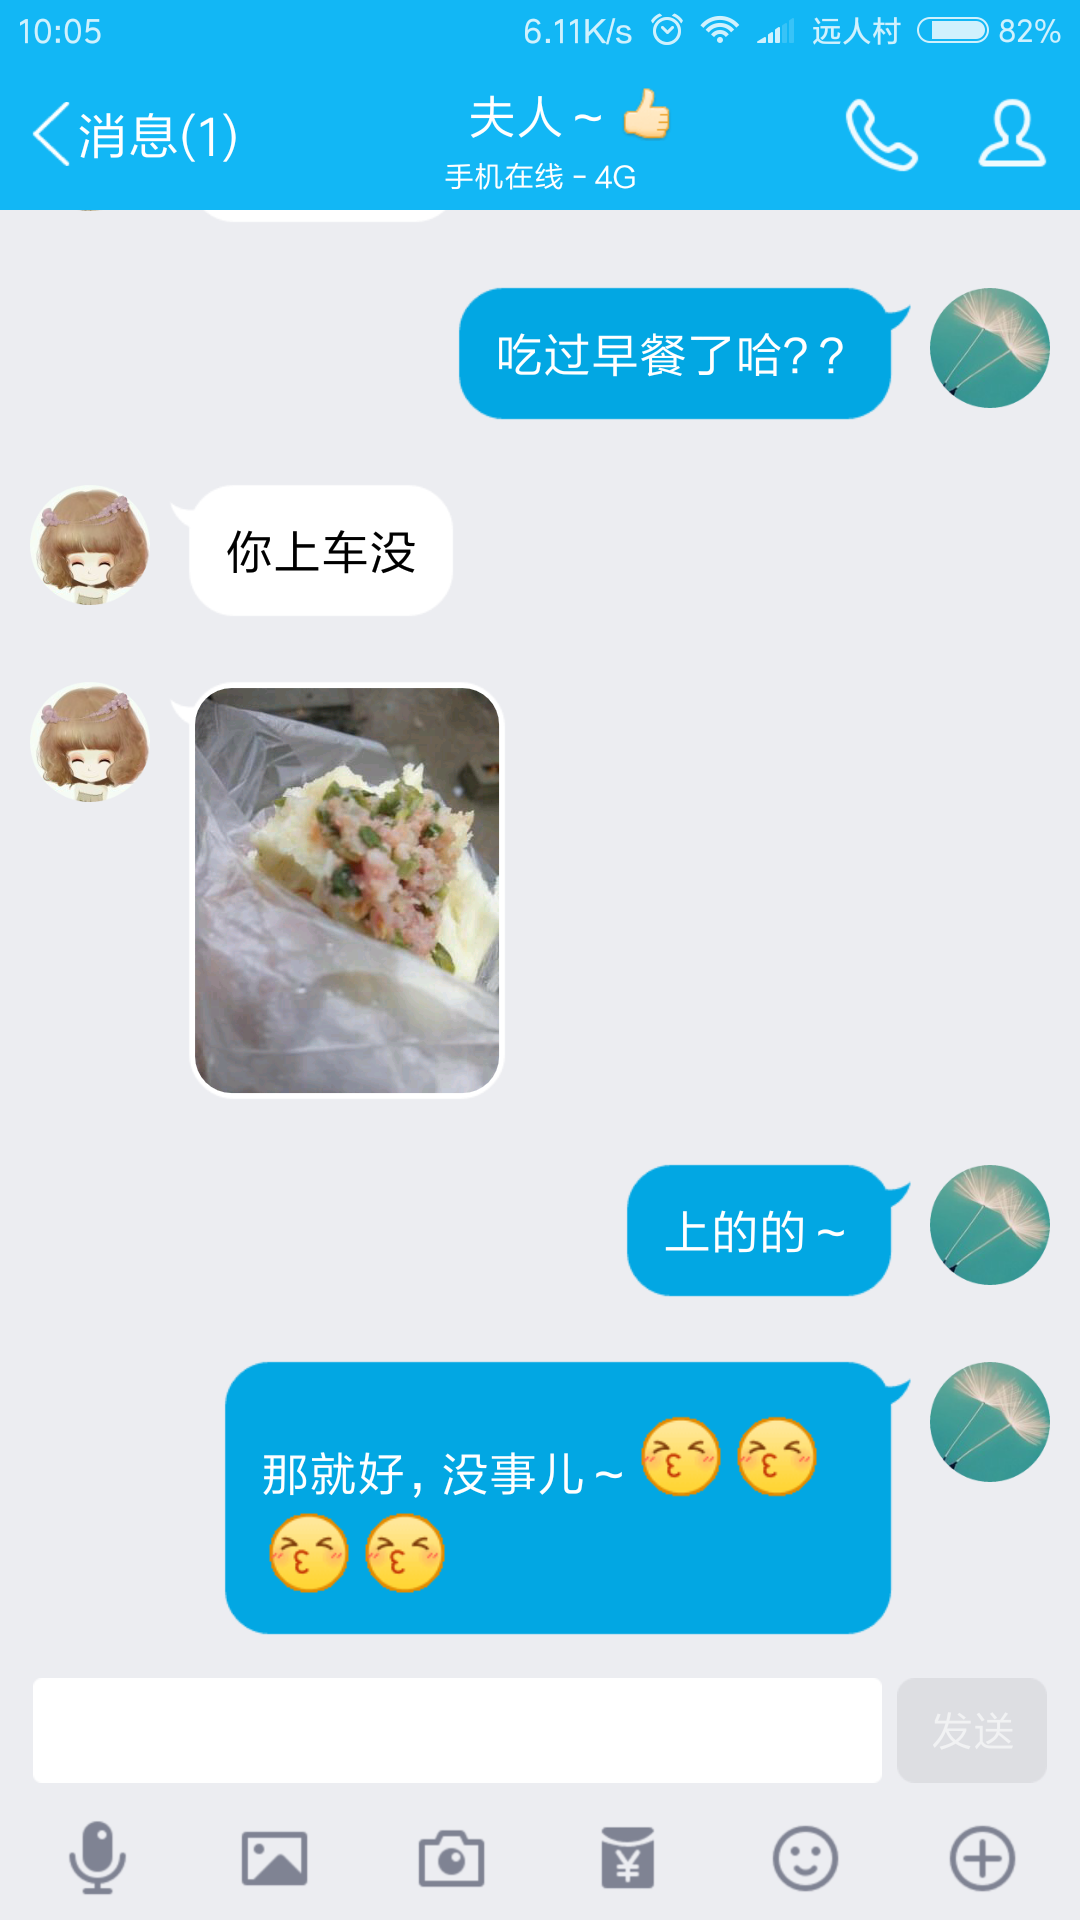 10:05 6.11K/s 远人村 82%
消息(1)
夫人~👍
手机在线 - 4G
吃过早餐了哈??
你上车没
上的的~
那就好,没事儿~
发送
¥